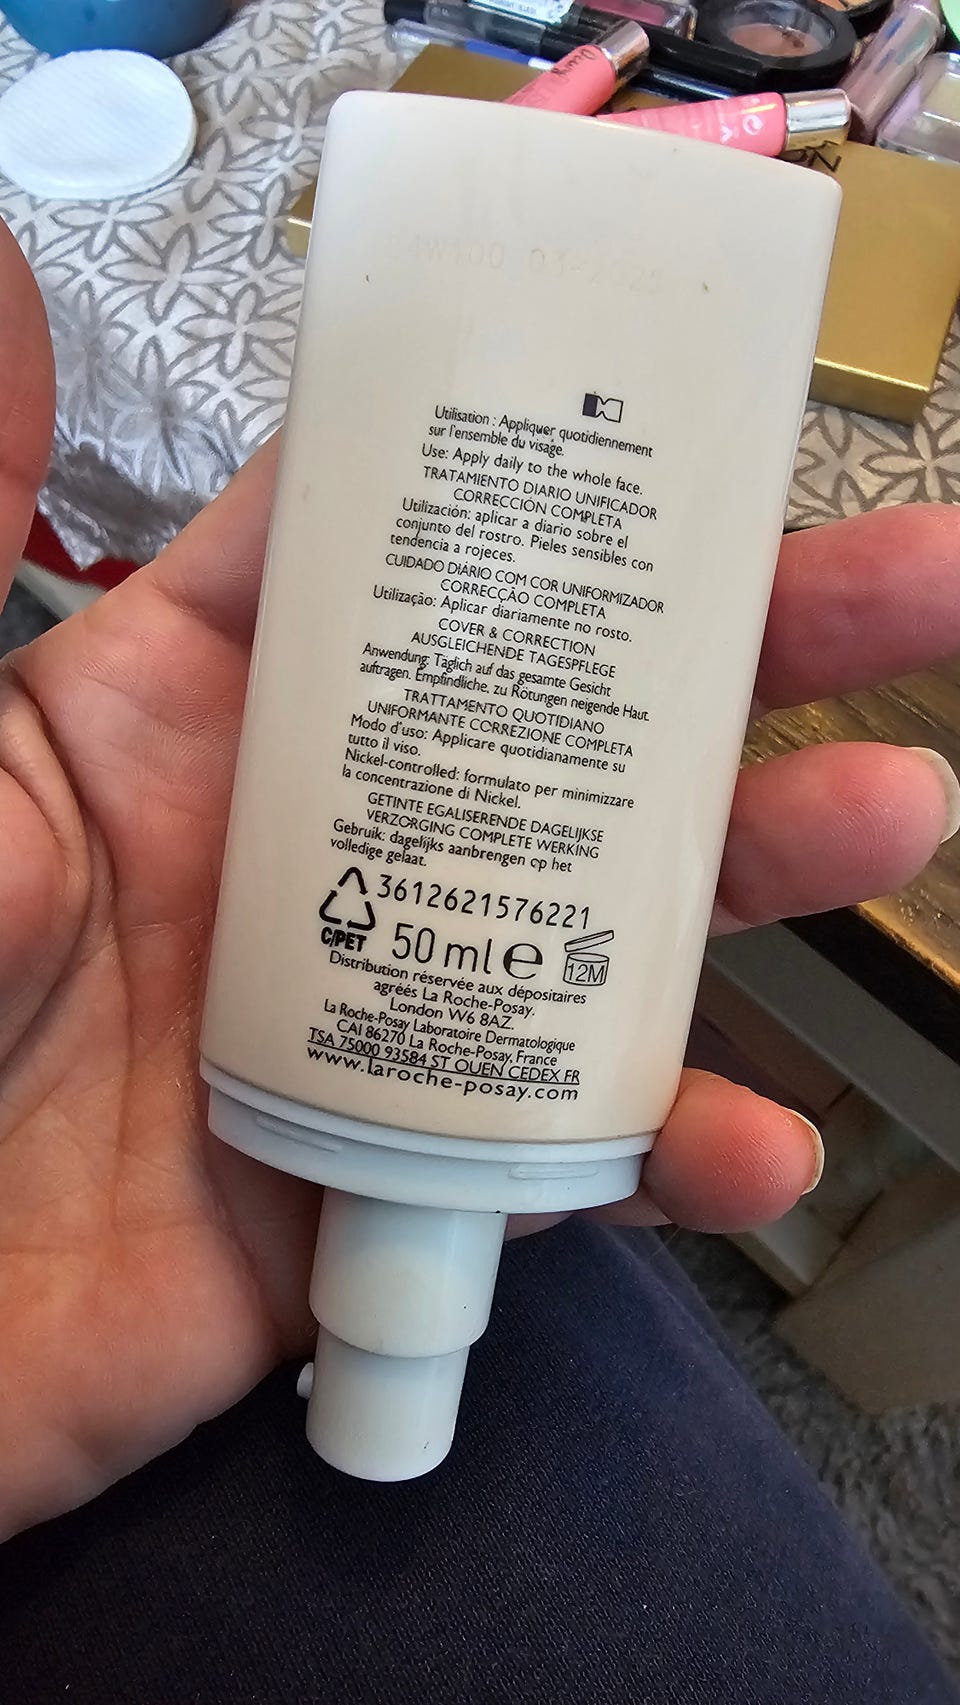 Utilisation : Appliquer quotidiennement
sur l'ensemble du visage.
Use: Apply daily to the whole face.
TRATAMIENTO DIARIO UNIFICADOR
CORRECCIÓN COMPLETA
Utilización: aplicar a diario sobre el
conjunto del rostro. Pieles sensibles con
tendencia a rojeces.
CUIDADO DIÁRIO COM COR UNIFORMIZADOR
CORRECÇÃO COMPLETA
Utilização: Aplicar diariamente no rosto.
COVER & CORRECTION
AUSGLEICHENDE TAGESPFLEGE
Anwendung: Täglich auf das gesamte Gesicht
auftragen. Empfindliche, zu Rötungen neigende Haut.
TRATTAMENTO QUOTIDIANO
UNIFORMANTE CORREZIONE COMPLETA
Modo d'uso: Applicare quotidianamente su
tutto il viso.
Nickel-controlled: formulato per minimizzare
la concentrazione di Nickel.
GETINTE EGALISERENDE DAGELIJKSE
VERZORGING COMPLETE WERKING
Gebruik: dagelijks aanbrengen op het
volledige gelaat.
3612621576221
C/PET 50 ml e 12M
Distribution réservée aux dépositaires
agréés La Roche-Posay.
London W6 8AZ.
La Roche-Posay Laboratoire Dermatologique
CAI 86270 La Roche-Posay, France
TSA 75000 93584 ST OUEN CEDEX FR
www.laroche-posay.com